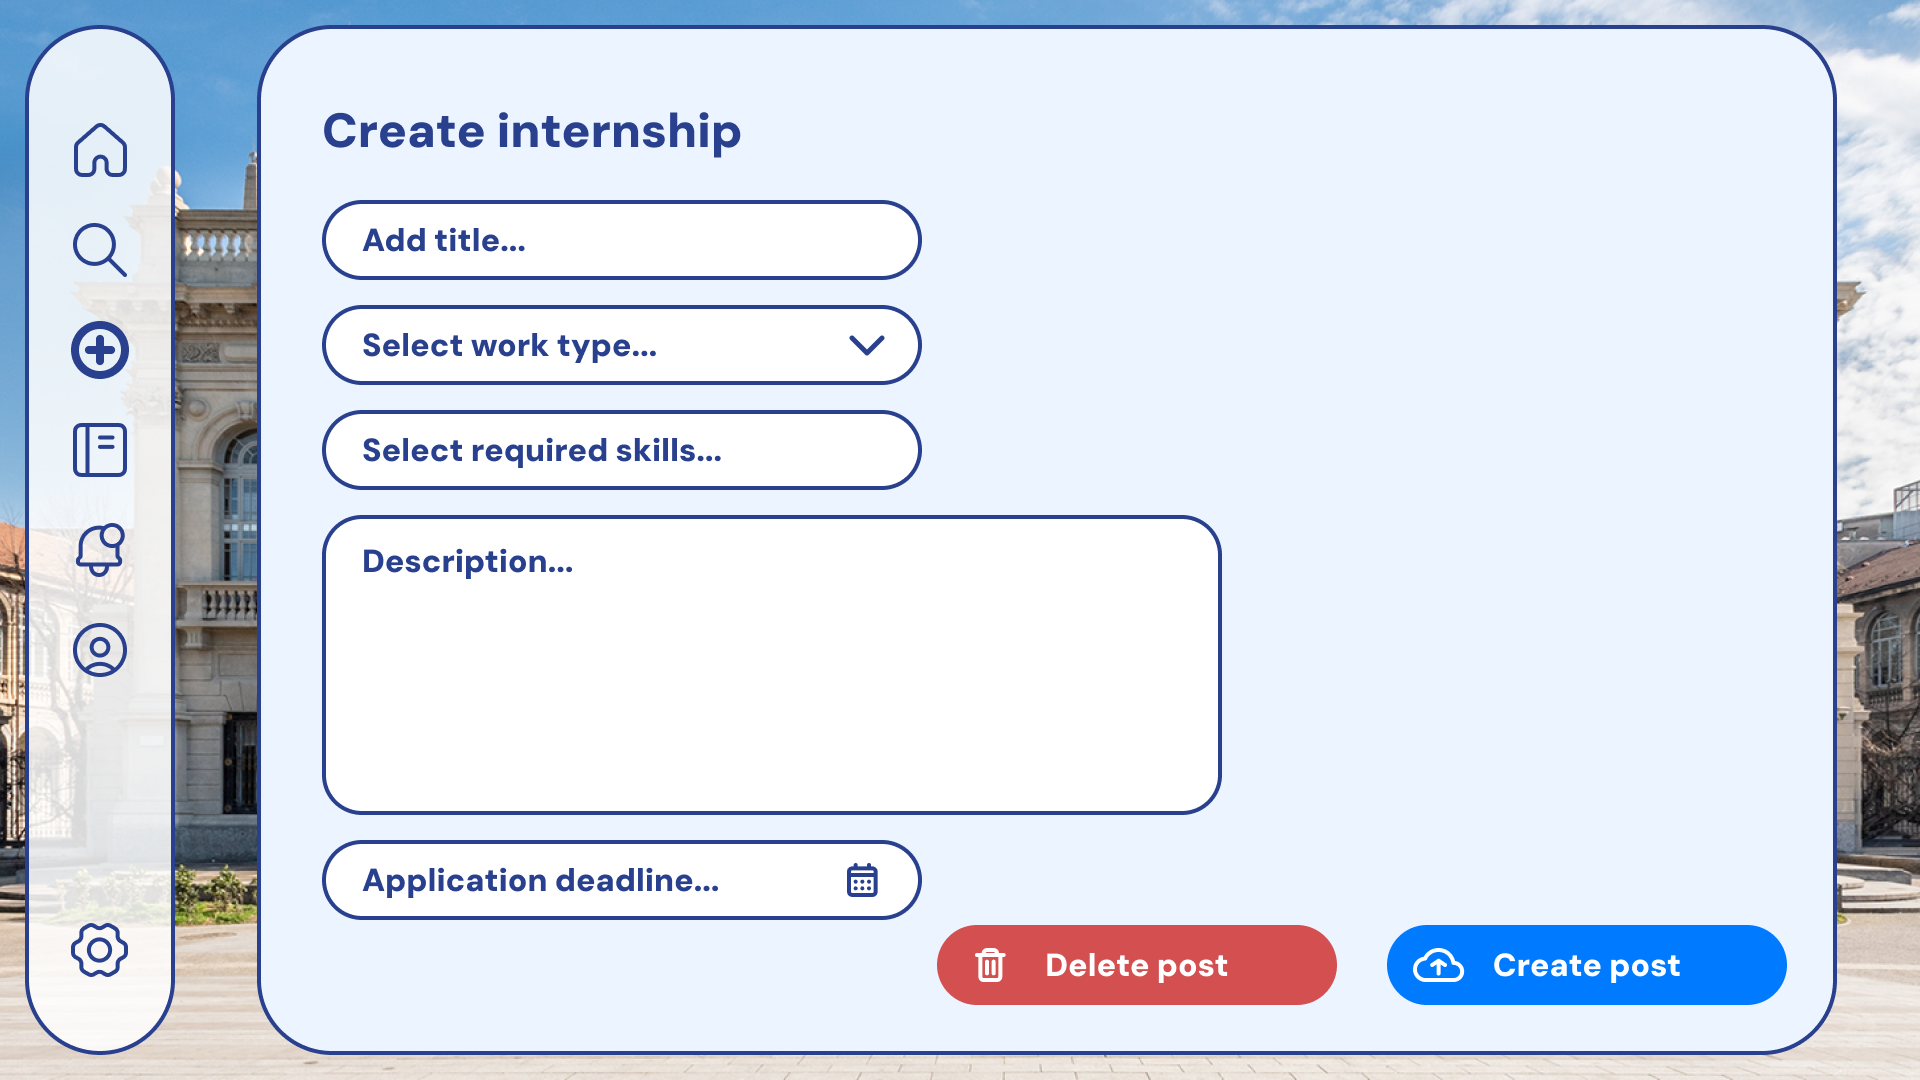 Create internship
Add title...
Select work type...
Select required skills...
Description...
Application deadline...
Delete post
Create post